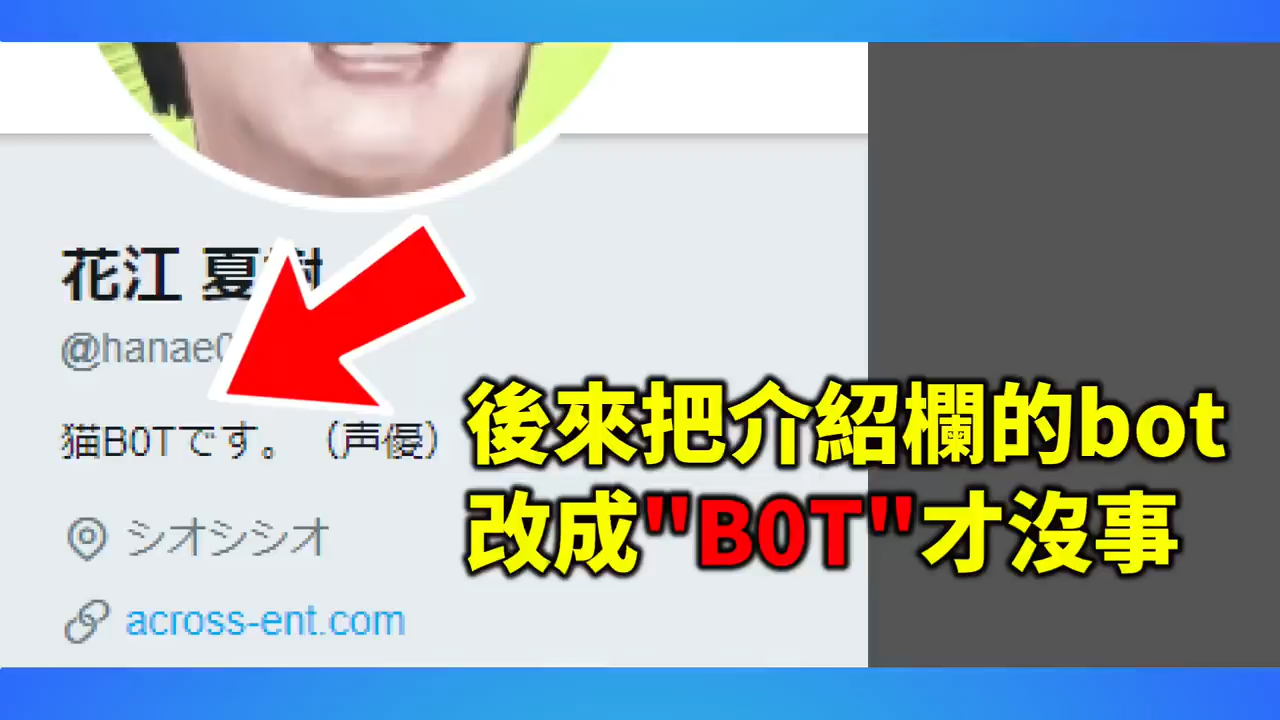 花江 夏樹
@hanae0
猫B0Tです。（声優）
シオシシオ
across-ent.com
後來把介紹欄的bot
改成"B0T"才沒事